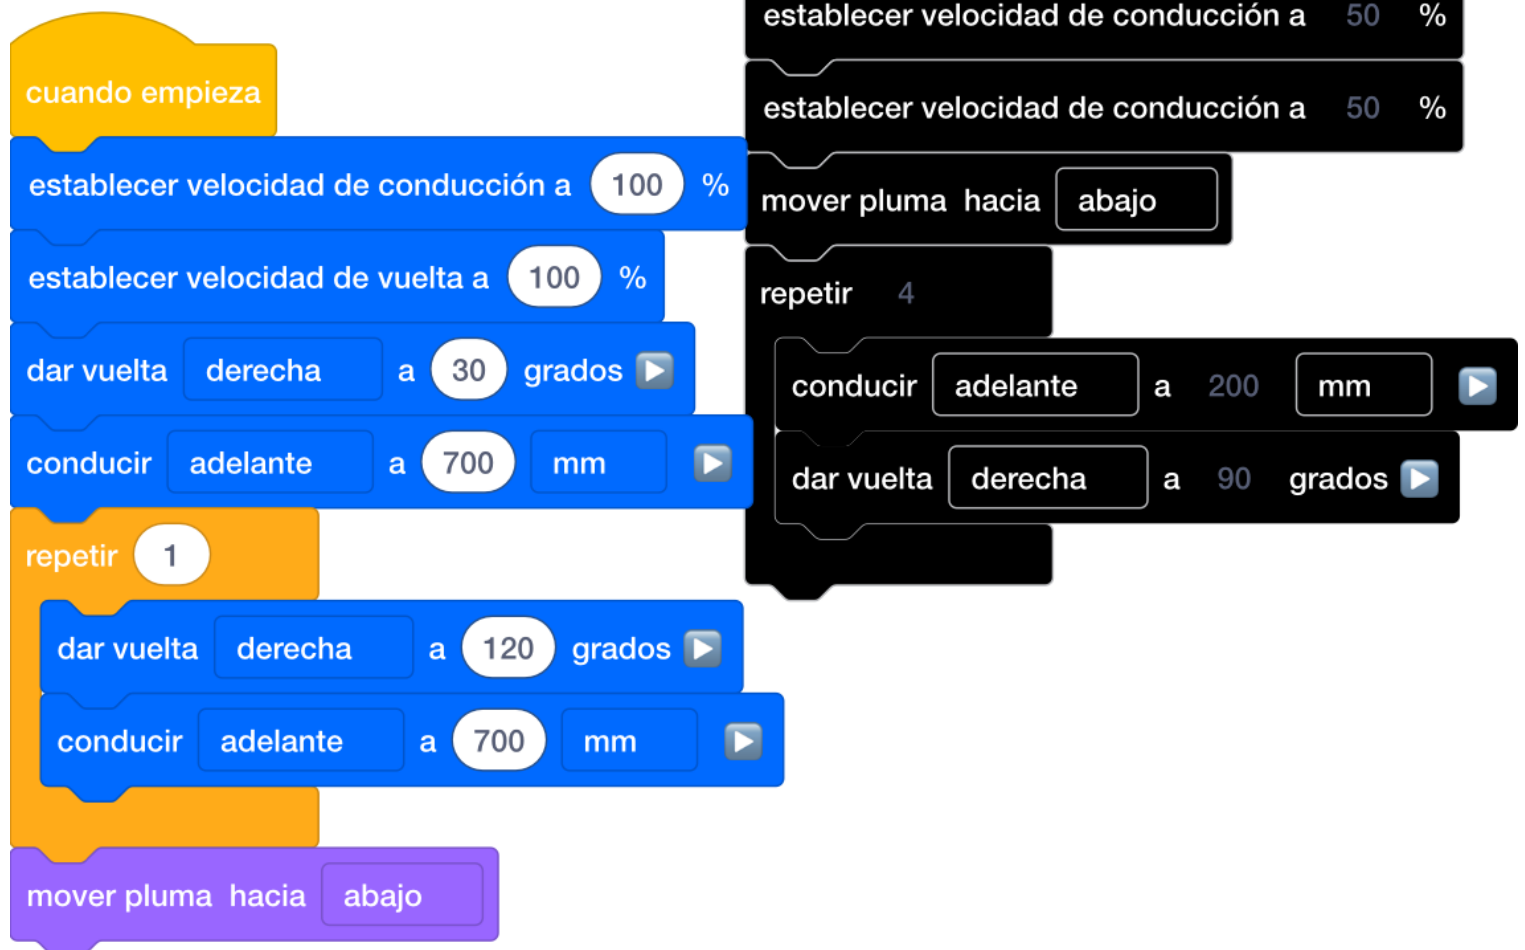 cuando empieza
establecer velocidad de conducción a 100 %
establecer velocidad de vuelta a 100 %
dar vuelta derecha a 30 grados
conducir adelante a 700 mm
repetir 1
dar vuelta derecha a 120 grados
conducir adelante a 700 mm
mover pluma hacia abajo
establecer velocidad de conducción a 50 %
establecer velocidad de conducción a 50 %
mover pluma hacia abajo
repetir 4
conducir adelante a 200 mm
dar vuelta derecha a 90 grados